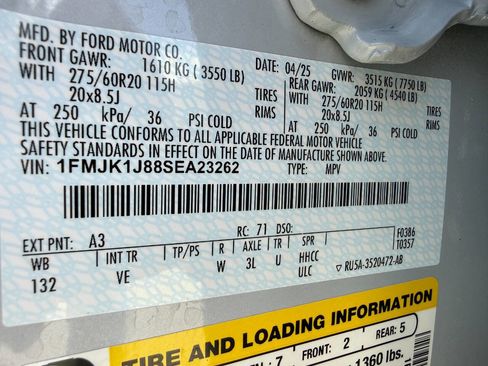 MFD. BY FORD MOTOR CO.
DATE: 04/25 GVWR: 3515 KG (7750 LB)
FRONT GAWR: 1610 KG (3550 LB) REAR GAWR: 2059 KG (4540 LB)
WITH 275/60R20 115H TIRES WITH 275/60R20 115H TIRES
20x8.5J RIMS 20x8.5J RIMS
AT 250 kPa/ 36 PSI COLD AT 250 kPa/ 36 PSI COLD
THIS VEHICLE CONFORMS TO ALL APPLICABLE FEDERAL MOTOR VEHICLE
SAFETY STANDARDS IN EFFECT ON THE DATE OF MANUFACTURE SHOWN ABOVE.
VIN: 1FMJK1J88SEA23262 TYPE: MPV
EXT PNT: A3 RC: 71 DSO: F0386
WB INT TR TP/PS R AXLE TR SPR T0357
132 VE W 3L U HHCC
ULC RU5A-3520472-AB
TIRE AND LOADING INFORMATION
7 FRONT: 2 REAR: 5
1360 lbs.